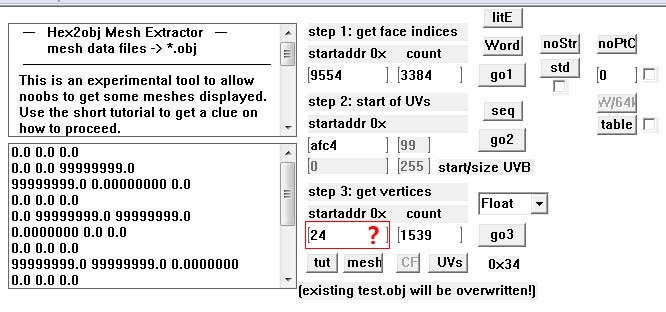 — Hex2obj Mesh Extractor —
mesh data files -> *.obj
This is an experimental tool to allow
noobs to get some meshes displayed.
Use the short tutorial to get a clue on
how to proceed.
0.0 0.0 0.0
0.0 0.0 99999999.0
99999999.0 0.00000000 0.0
0.0 0.0 0.0
0.0 99999999.0 99999999.0
0.0000000 0.0 0.0
0.0 0.0 0.0
99999999.0 99999999.0 0.0000000
0.0 0.0 0.0
step 1: get face indices
startaddr 0x count
[9554 ] [3384 ]
step 2: start of UVs
startaddr 0x
[afc4 ] [99 ]
[0 ] [255 ] start/size UVB
step 3: get vertices
startaddr 0x count
[24 ? ] [1539 ]
tut mesh CF UVs 0x34
(existing test.obj will be overwritten!)
litE
Word
go1
seq
go2
Float
go3
noStr noPtC
std [0 ]
W/64k
table